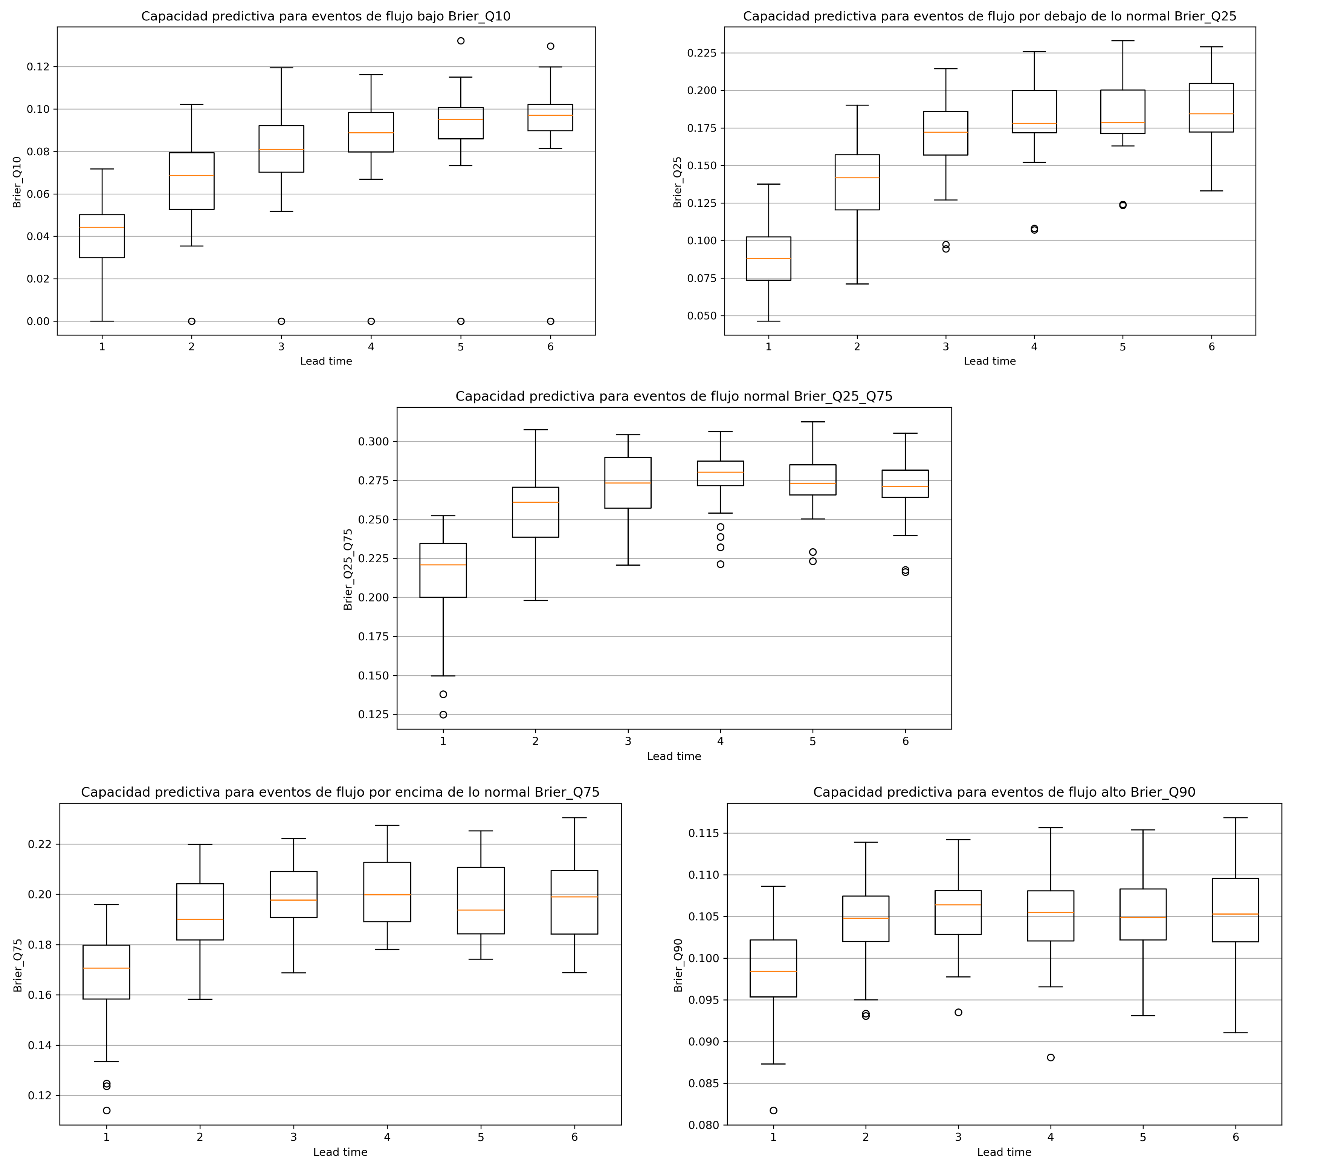 Capacidad predictiva para eventos de flujo bajo Brier_Q10
Brier_Q10
0.12
0.10
0.08
0.06
0.04
0.02
0.00
1 2 3 4 5 6
Lead time
Capacidad predictiva para eventos de flujo por debajo de lo normal Brier_Q25
Brier_Q25
0.225
0.200
0.175
0.150
0.125
0.100
0.075
0.050
1 2 3 4 5 6
Lead time
Capacidad predictiva para eventos de flujo normal Brier_Q25_Q75
Brier_Q25_Q75
0.300
0.275
0.250
0.225
0.200
0.175
0.150
0.125
1 2 3 4 5 6
Lead time
Capacidad predictiva para eventos de flujo por encima de lo normal Brier_Q75
Brier_Q75
0.22
0.20
0.18
0.16
0.14
0.12
1 2 3 4 5 6
Lead time
Capacidad predictiva para eventos de flujo alto Brier_Q90
Brier_Q90
0.115
0.110
0.105
0.100
0.095
0.090
0.085
0.080
1 2 3 4 5 6
Lead time